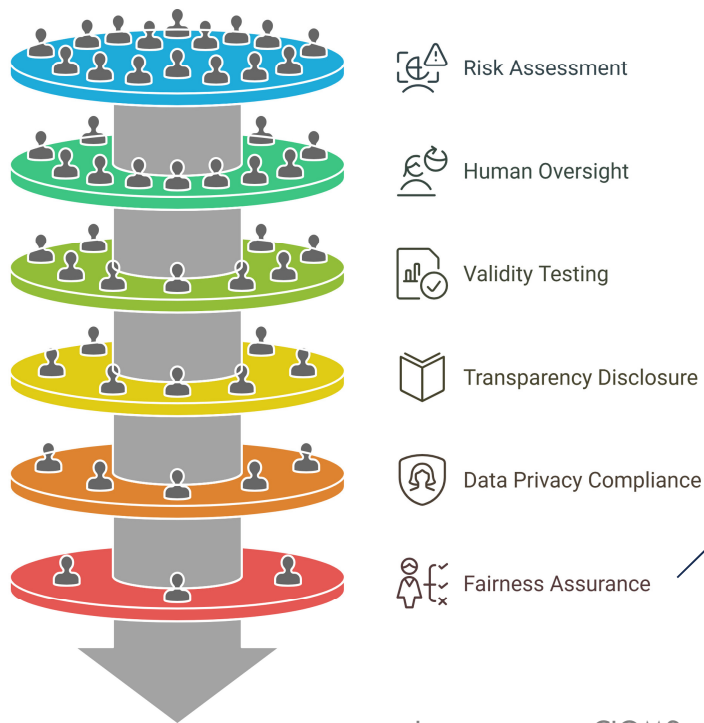 Risk Assessment
Human Oversight
Validity Testing
Transparency Disclosure
Data Privacy Compliance
Fairness Assurance